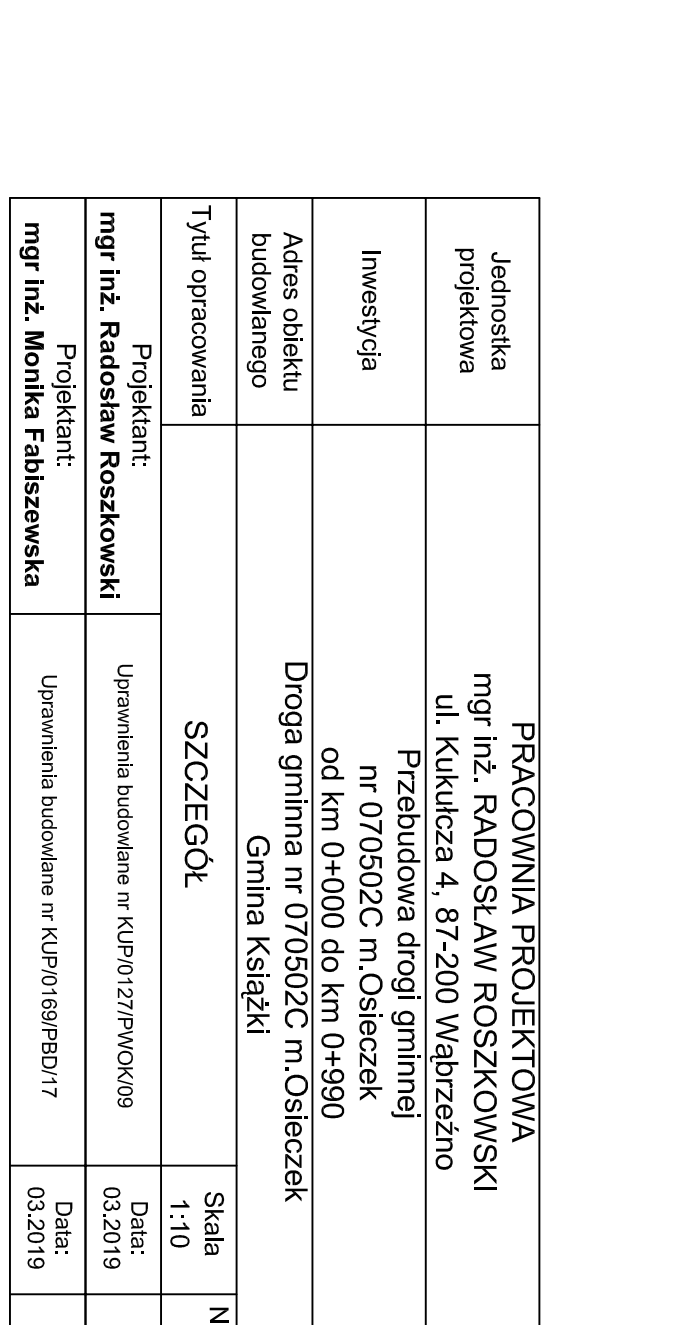 Jednostka
projektowa
PRACOWNIA PROJEKTOWA
mgr inż. RADOSŁAW ROSZKOWSKI
ul. Kukułcza 4, 87-200 Wąbrzeźno
Inwestycja
Przebudowa drogi gminnej
nr 070502C m.Osieczek
od km 0+000 do km 0+990
Adres obiektu
budowlanego
Droga gminna nr 070502C m.Osieczek
Gmina Książki
Tytuł opracowania
SZCZEGÓŁ
Skala
1:10
N
Projektant:
mgr inż. Radosław Roszkowski
Uprawnienia budowlane nr KUP/0127/PWOK/09
Data:
03.2019
Projektant:
mgr inż. Monika Fabiszewska
Uprawnienia budowlane nr KUP/0169/PBD/17
Data:
03.2019